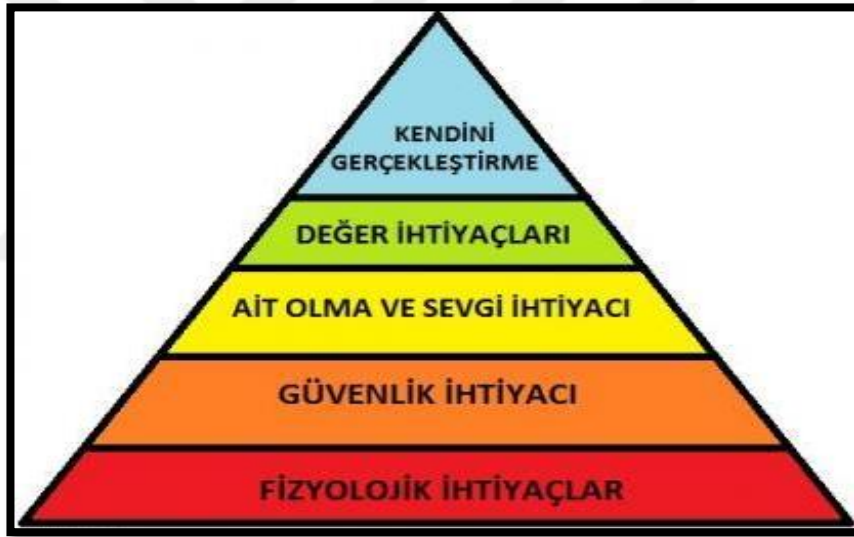 KENDİNİ
GERÇEKLEŞTİRME
DEĞER İHTİYAÇLARI
AİT OLMA VE SEVGİ İHTİYACI
GÜVENLİK İHTİYACI
FİZYOLOJİK İHTİYAÇLAR